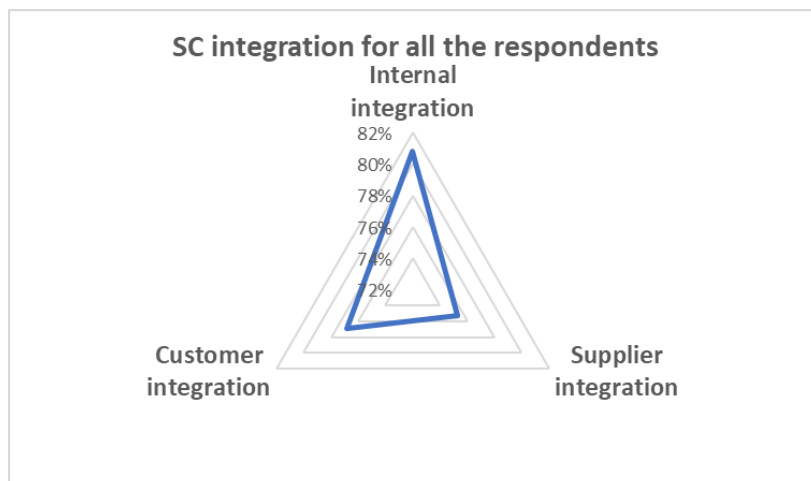 SC integration for all the respondents
Internal
integration
82%
80%
78%
76%
74%
72%
Customer
integration
Supplier
integration